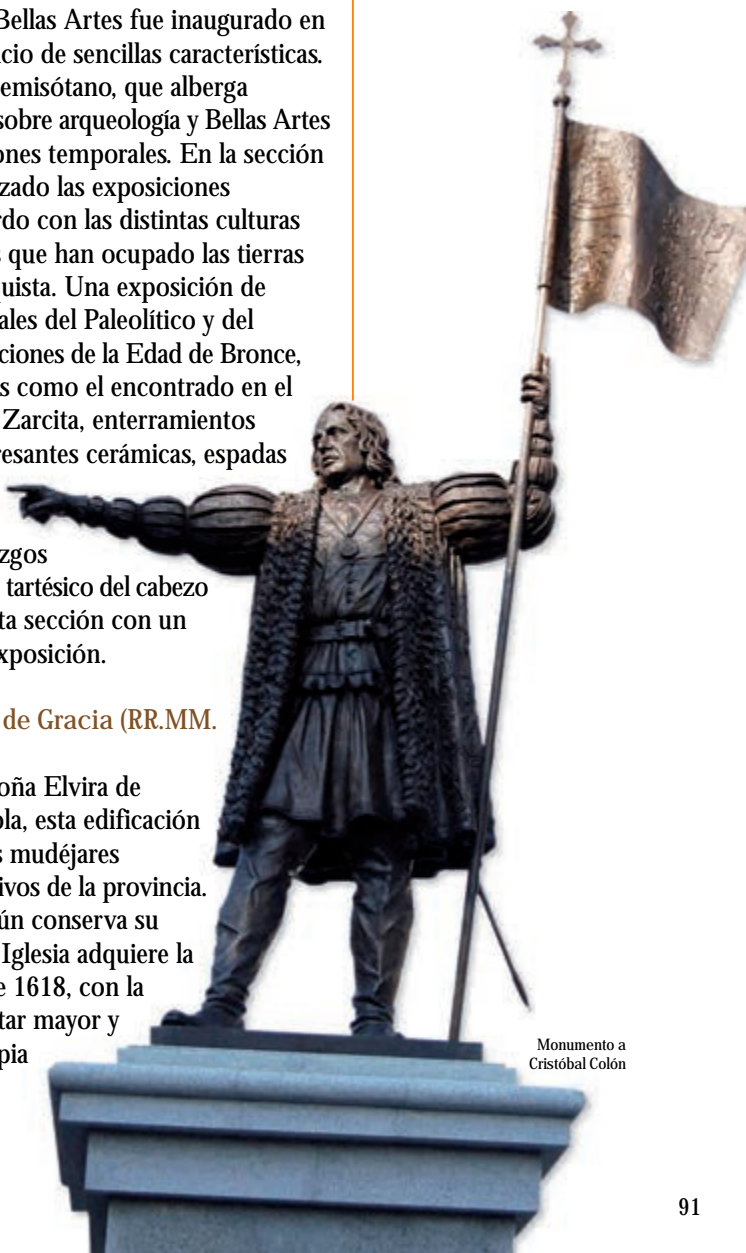 Bellas Artes fue inaugurado en
cio de sencillas características.
emisótano, que alberga
sobre arqueología y Bellas Artes
ones temporales. En la sección
zado las exposiciones
rdo con las distintas culturas
s que han ocupado las tierras
quista. Una exposición de
ales del Paleolítico y del
ciones de la Edad de Bronce,
s como el encontrado en el
Zarcita, enterramientos
resantes cerámicas, espadas
zgos
tartésico del cabezo
ta sección con un
xposición.
de Gracia (RR.MM.
oña Elvira de
ola, esta edificación
s mudéjares
ivos de la provincia.
ún conserva su
Iglesia adquiere la
e 1618, con la
tar mayor y
pia
Monumento a
Cristóbal Colón
91